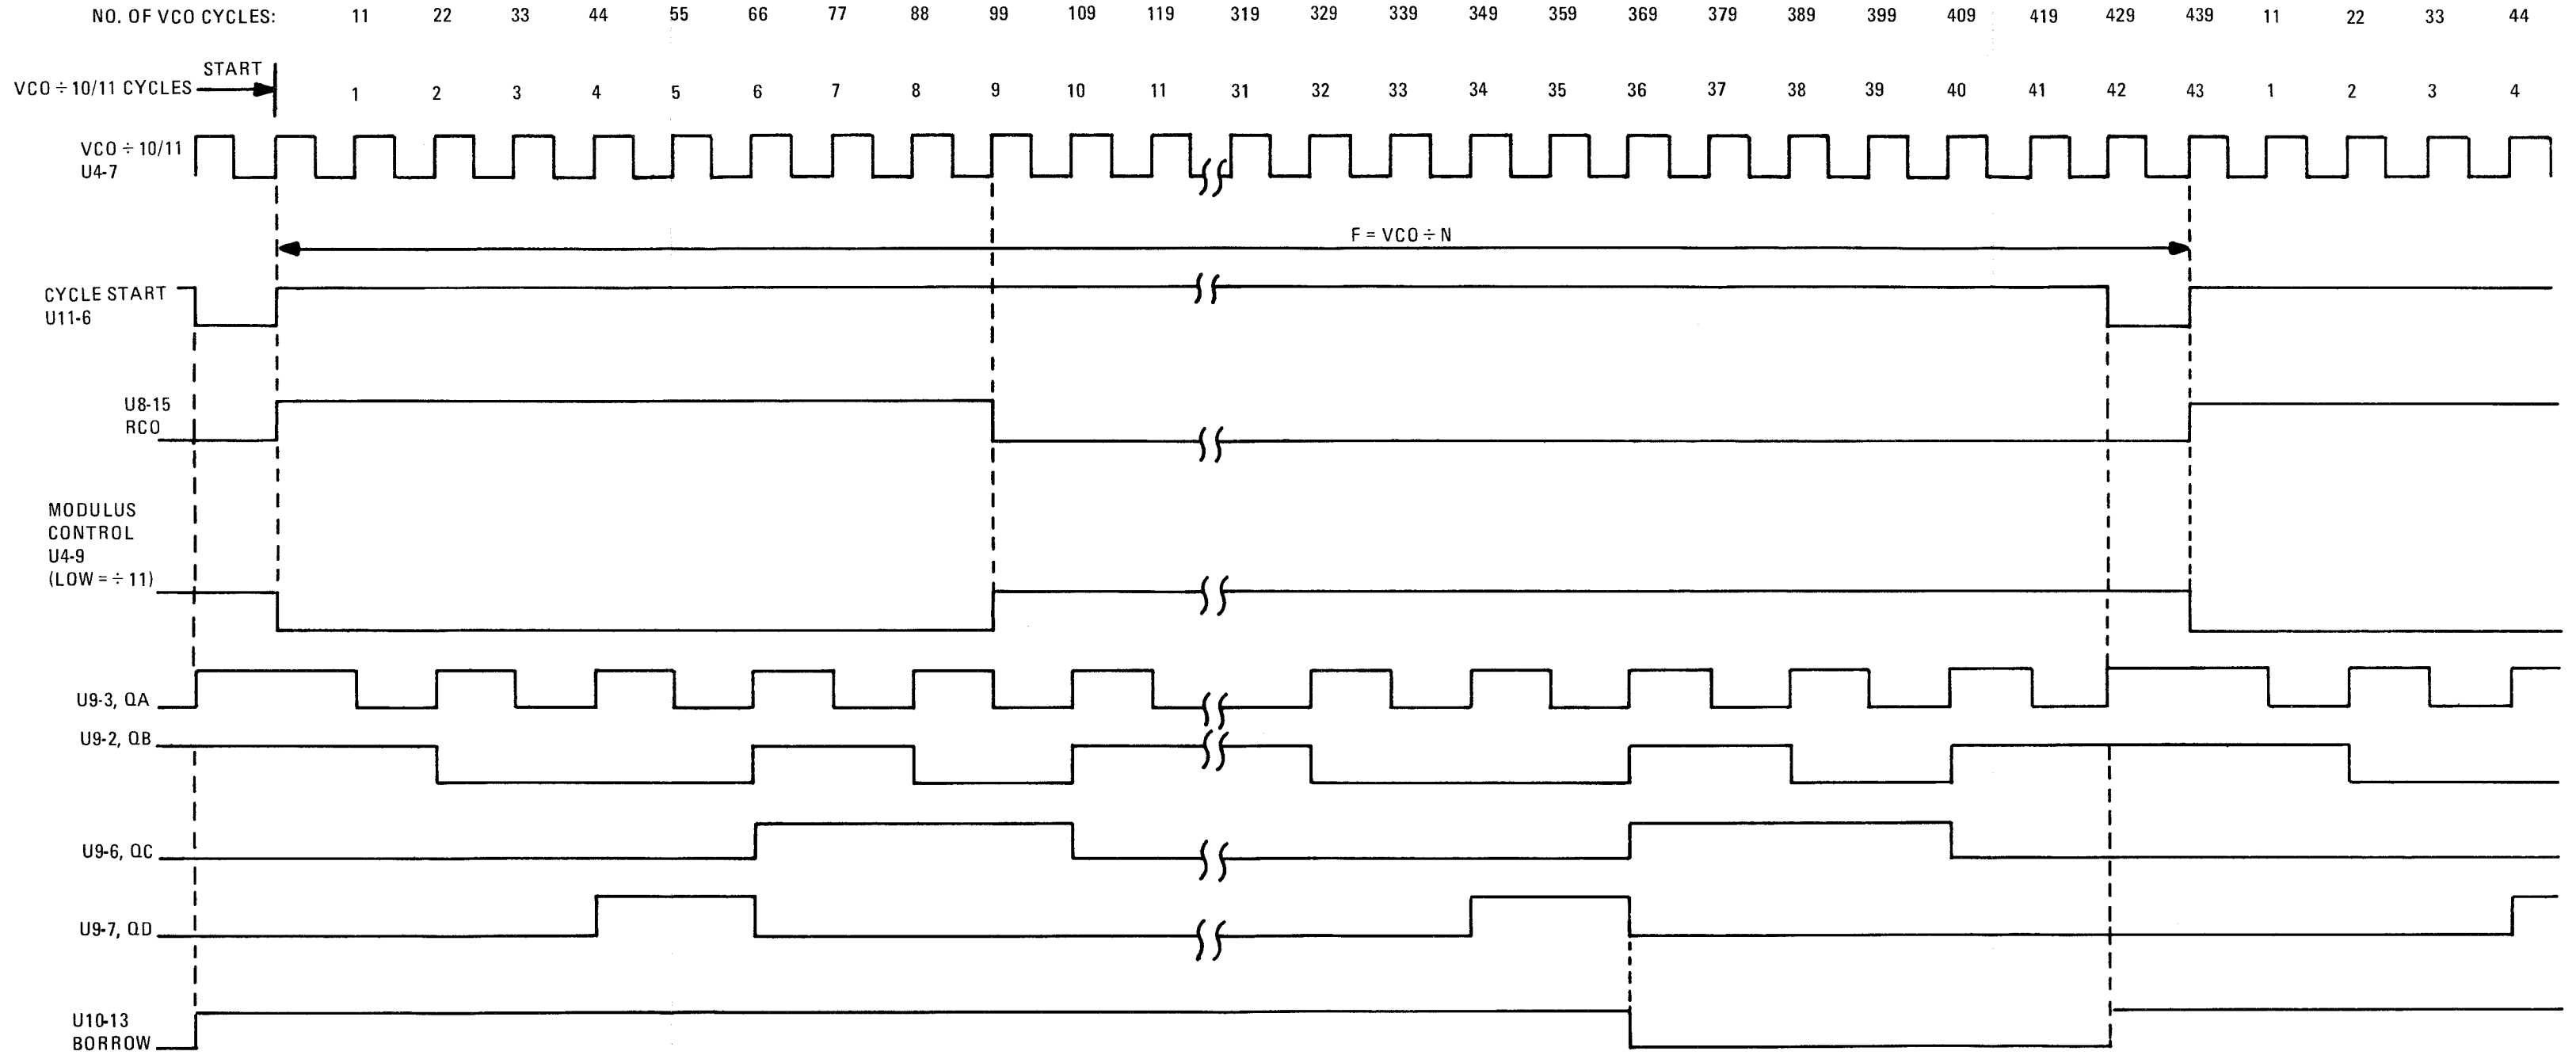 NO. OF VCO CYCLES: 11 22 33 44 55 66 77 88 99 109 119 319 329 339 349 359 369 379 389 399 409 419 429 439 11 22 33 44
START
VCO ÷ 10/11 CYCLES 1 2 3 4 5 6 7 8 9 10 11 31 32 33 34 35 36 37 38 39 40 41 42 43 1 2 3 4
VCO ÷ 10/11
U4-7
F = VCO ÷ N
CYCLE START
U11-6
U8-15
RCO
MODULUS
CONTROL
U4-9
(LOW = ÷ 11)
U9-3, QA
U9-2, QB
U9-6, QC
U9-7, QD
U10-13
BORROW